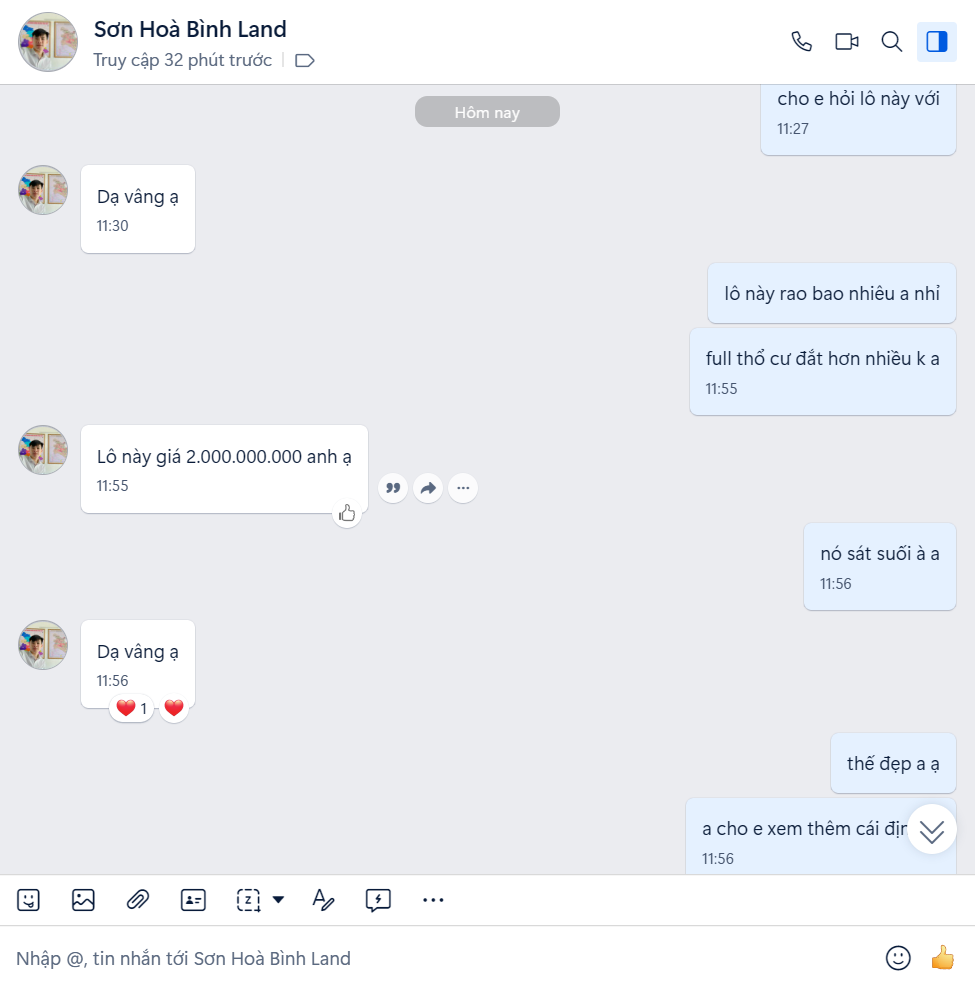 Sơn Hoà Bình Land
Truy cập 32 phút trước
cho e hỏi lô này với
11:27
Hôm nay
Dạ vâng ạ
11:30
lô này rao bao nhiêu a nhỉ
full thổ cư đắt hơn nhiều k a
11:55
Lô này giá 2.000.000.000 anh ạ
11:55
nó sát suối à a
11:56
Dạ vâng ạ
11:56
1
thế đẹp a ạ
a cho e xem thêm cái
11:56
Z
Nhập @, tin nhắn tới Sơn Hoà Bình Land